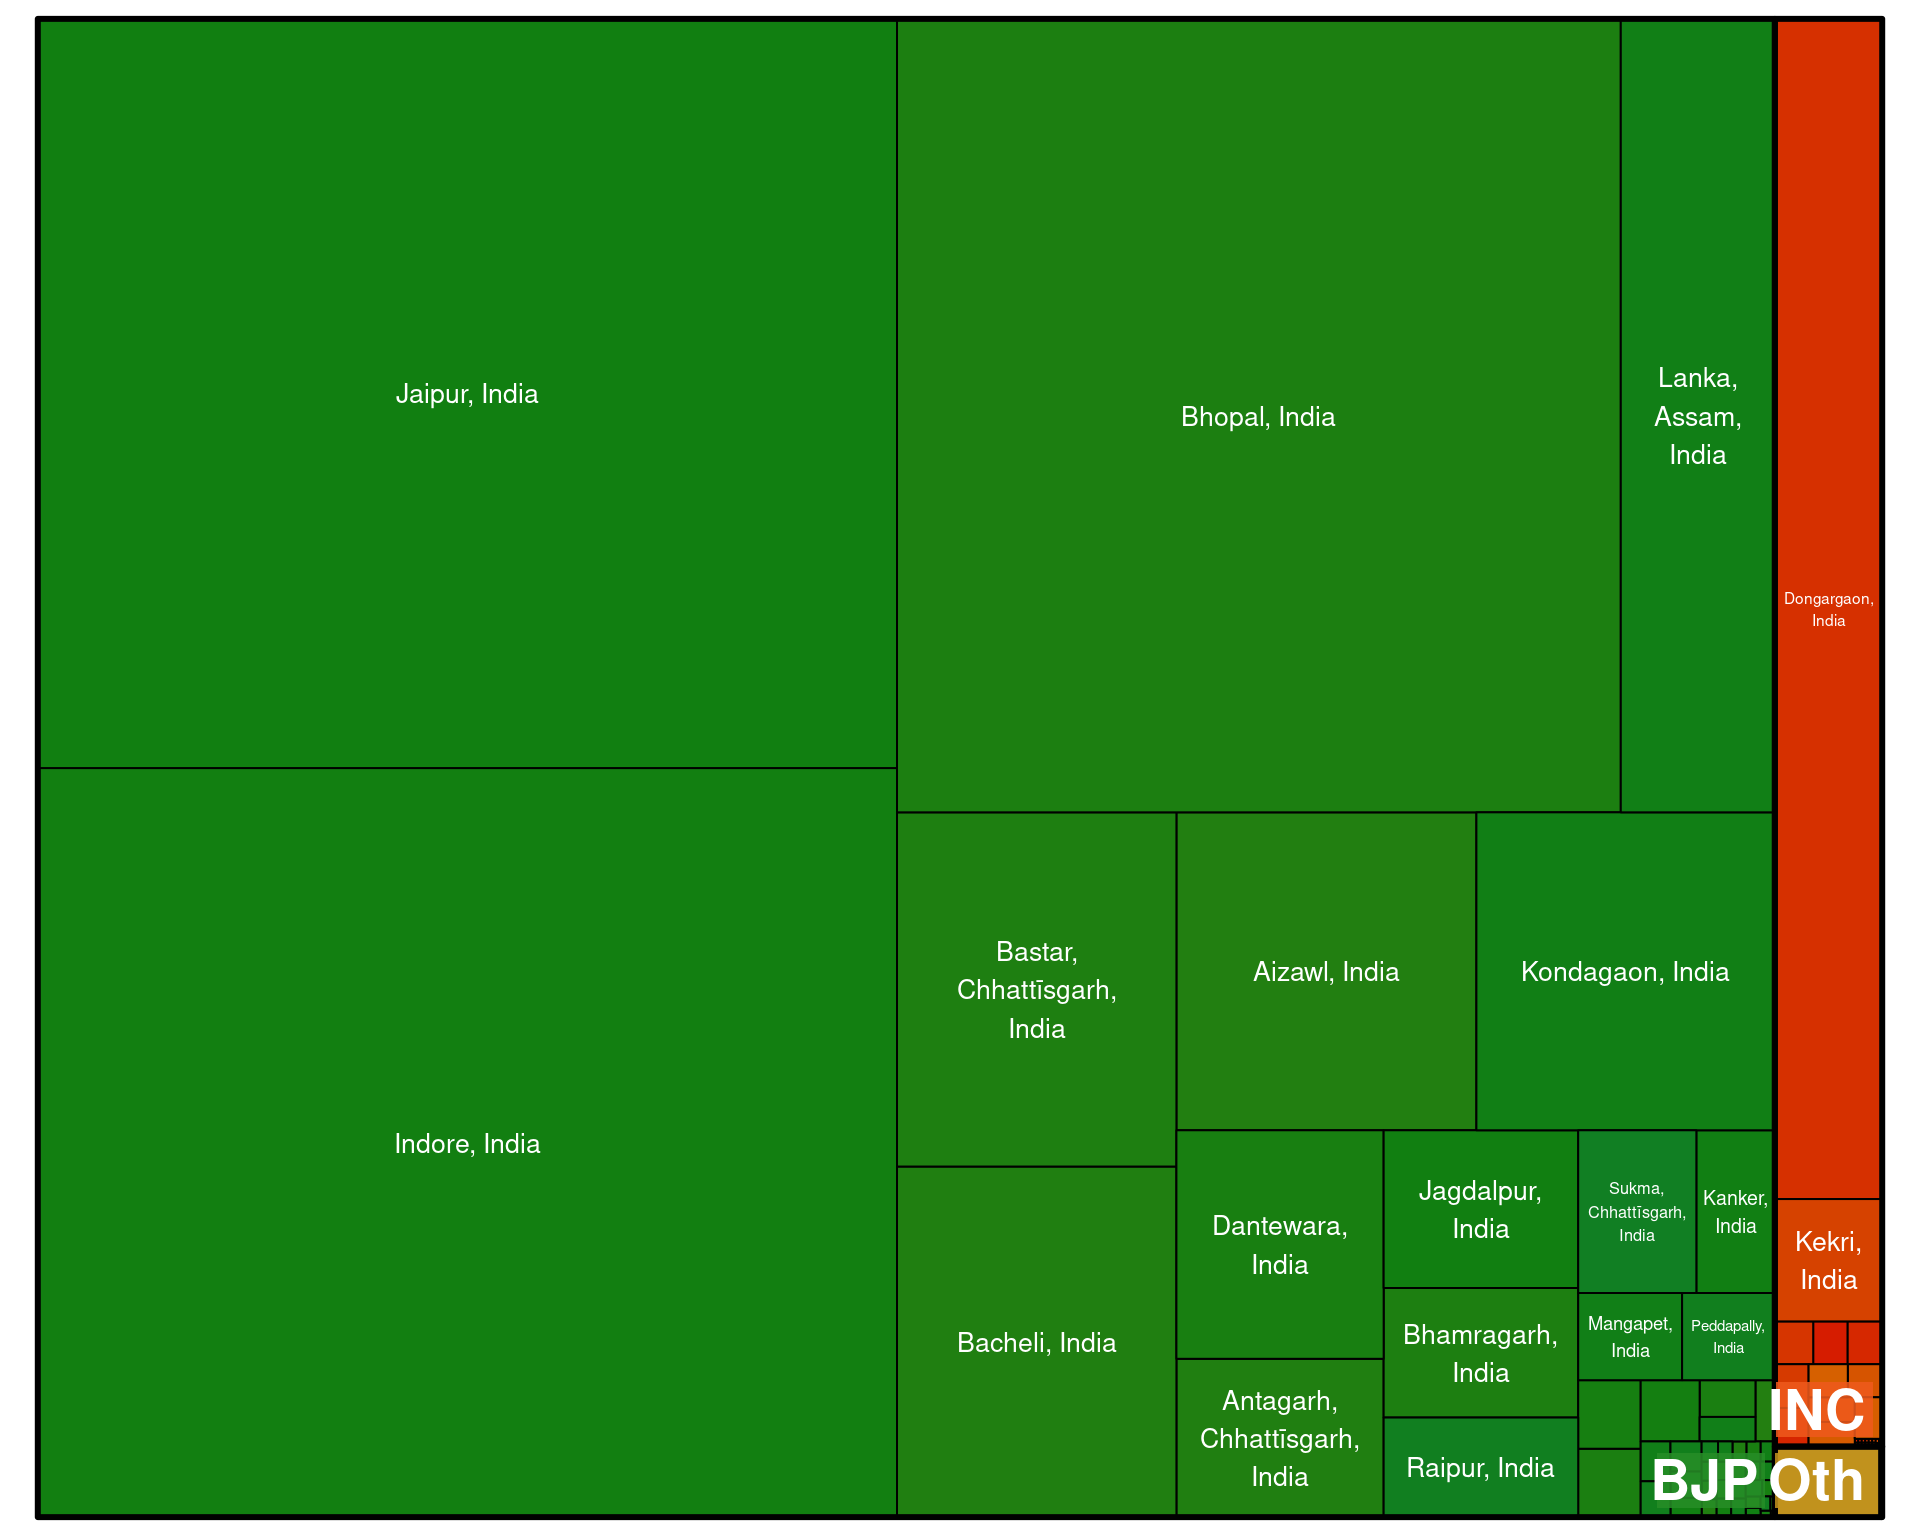 Jaipur, India
Bhopal, India
Lanka,
Assam,
India
Dongargaon,
India
Bastar,
Chhattīsgarh,
India
Aizawl, India
Kondagaon, India
Indore, India
Bacheli, India
Dantewara,
India
Jagdalpur,
India
Sukma,
Chhattīsgarh,
India
Kanker,
India
Kekri,
India
Bhamragarh,
India
Mangapet,
India
Peddapally,
India
Antagarh,
Chhattīsgarh,
India
Raipur, India
INC
BJP
Oth